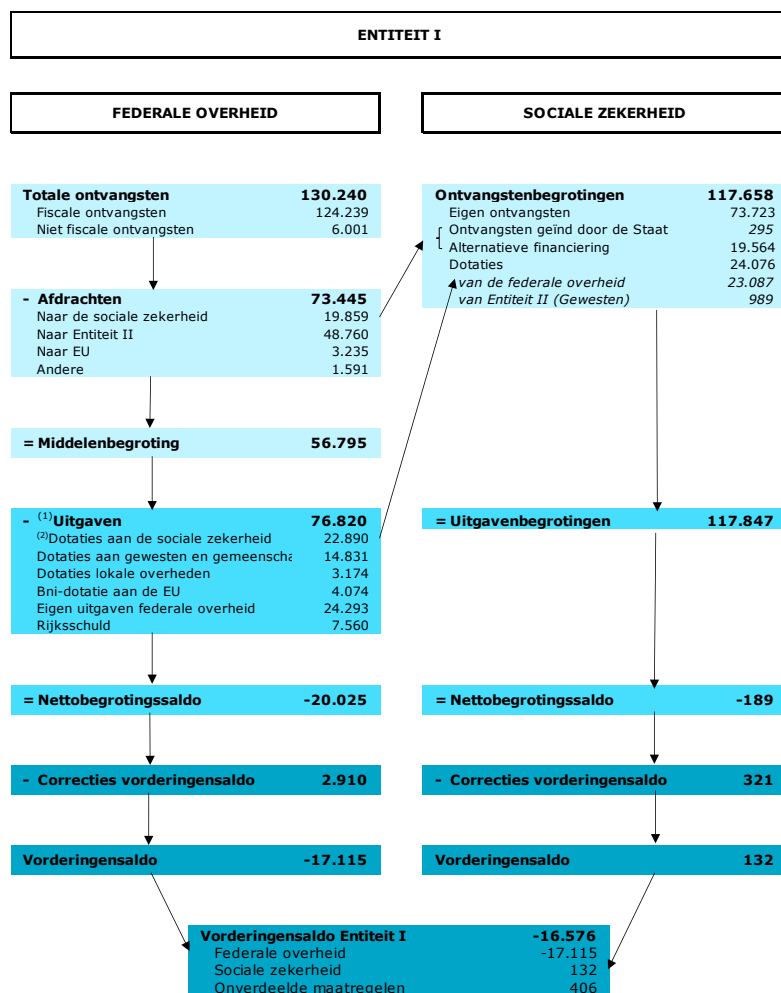 ENTITEIT I
FEDERALE OVERHEID
Totale ontvangsten 130.240
Fiscale ontvangsten 124.239
Niet fiscale ontvangsten 6.001
- Afdrachten 73.445
Naar de sociale zekerheid 19.859
Naar Entiteit II 48.760
Naar EU 3.235
Andere 1.591
= Middelenbegroting 56.795
- (1)Uitgaven 76.820
(2)Dotaties aan de sociale zekerheid 22.890
Dotaties aan gewesten en gemeenscha 14.831
Dotaties lokale overheden 3.174
Bni-dotatie aan de EU 4.074
Eigen uitgaven federale overheid 24.293
Rijksschuld 7.560
= Nettobegrotingssaldo -20.025
- Correcties vorderingensaldo 2.910
Vorderingensaldo -17.115
SOCIALE ZEKERHEID
Ontvangstenbegrotingen 117.658
Eigen ontvangsten 73.723
Ontvangsten geïnd door de Staat 295
Alternatieve financiering 19.564
Dotaties 24.076
van de federale overheid 23.087
van Entiteit II (Gewesten) 989
= Uitgavenbegrotingen 117.847
= Nettobegrotingssaldo -189
- Correcties vorderingensaldo 321
Vorderingensaldo 132
Vorderingensaldo Entiteit I -16.576
Federale overheid -17.115
Sociale zekerheid 132
Onverdeelde maatregelen 406